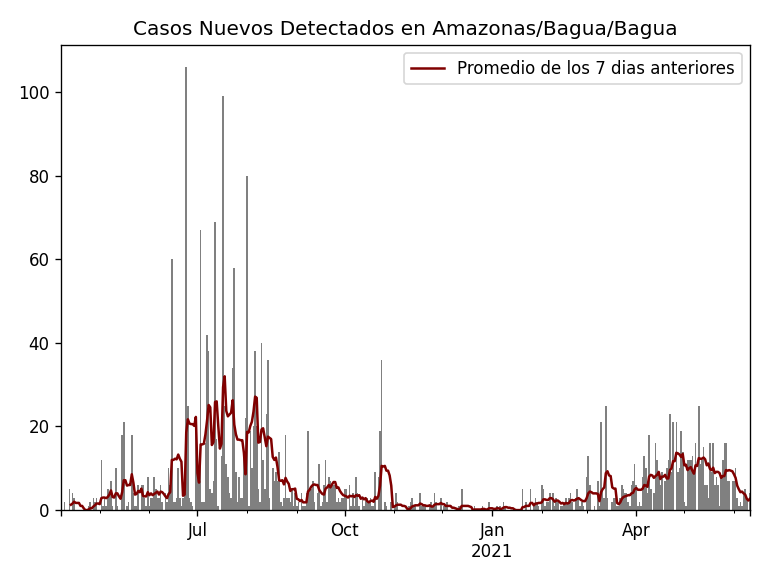 Casos Nuevos Detectados en Amazonas/Bagua/Bagua
Promedio de los 7 dias anteriores
100
80
60
40
20
0
Jul
Oct
Jan
2021
Apr